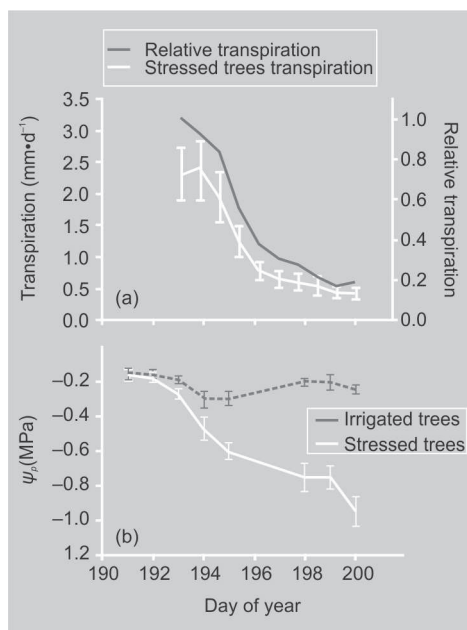 Relative transpiration
Stressed trees transpiration
3.5
3.0
2.5
2.0
1.5
1.0
0.5
0.0
Transpiration (mm•d⁻¹)
1.0
0.8
0.6
0.4
0.2
0.0
Relative transpiration
(a)
–0.2
–0.4
–0.6
–0.8
–1.0
1.2
Ψₚ(MPa)
Irrigated trees
Stressed trees
(b)
190 192 194 196 198 200
Day of year